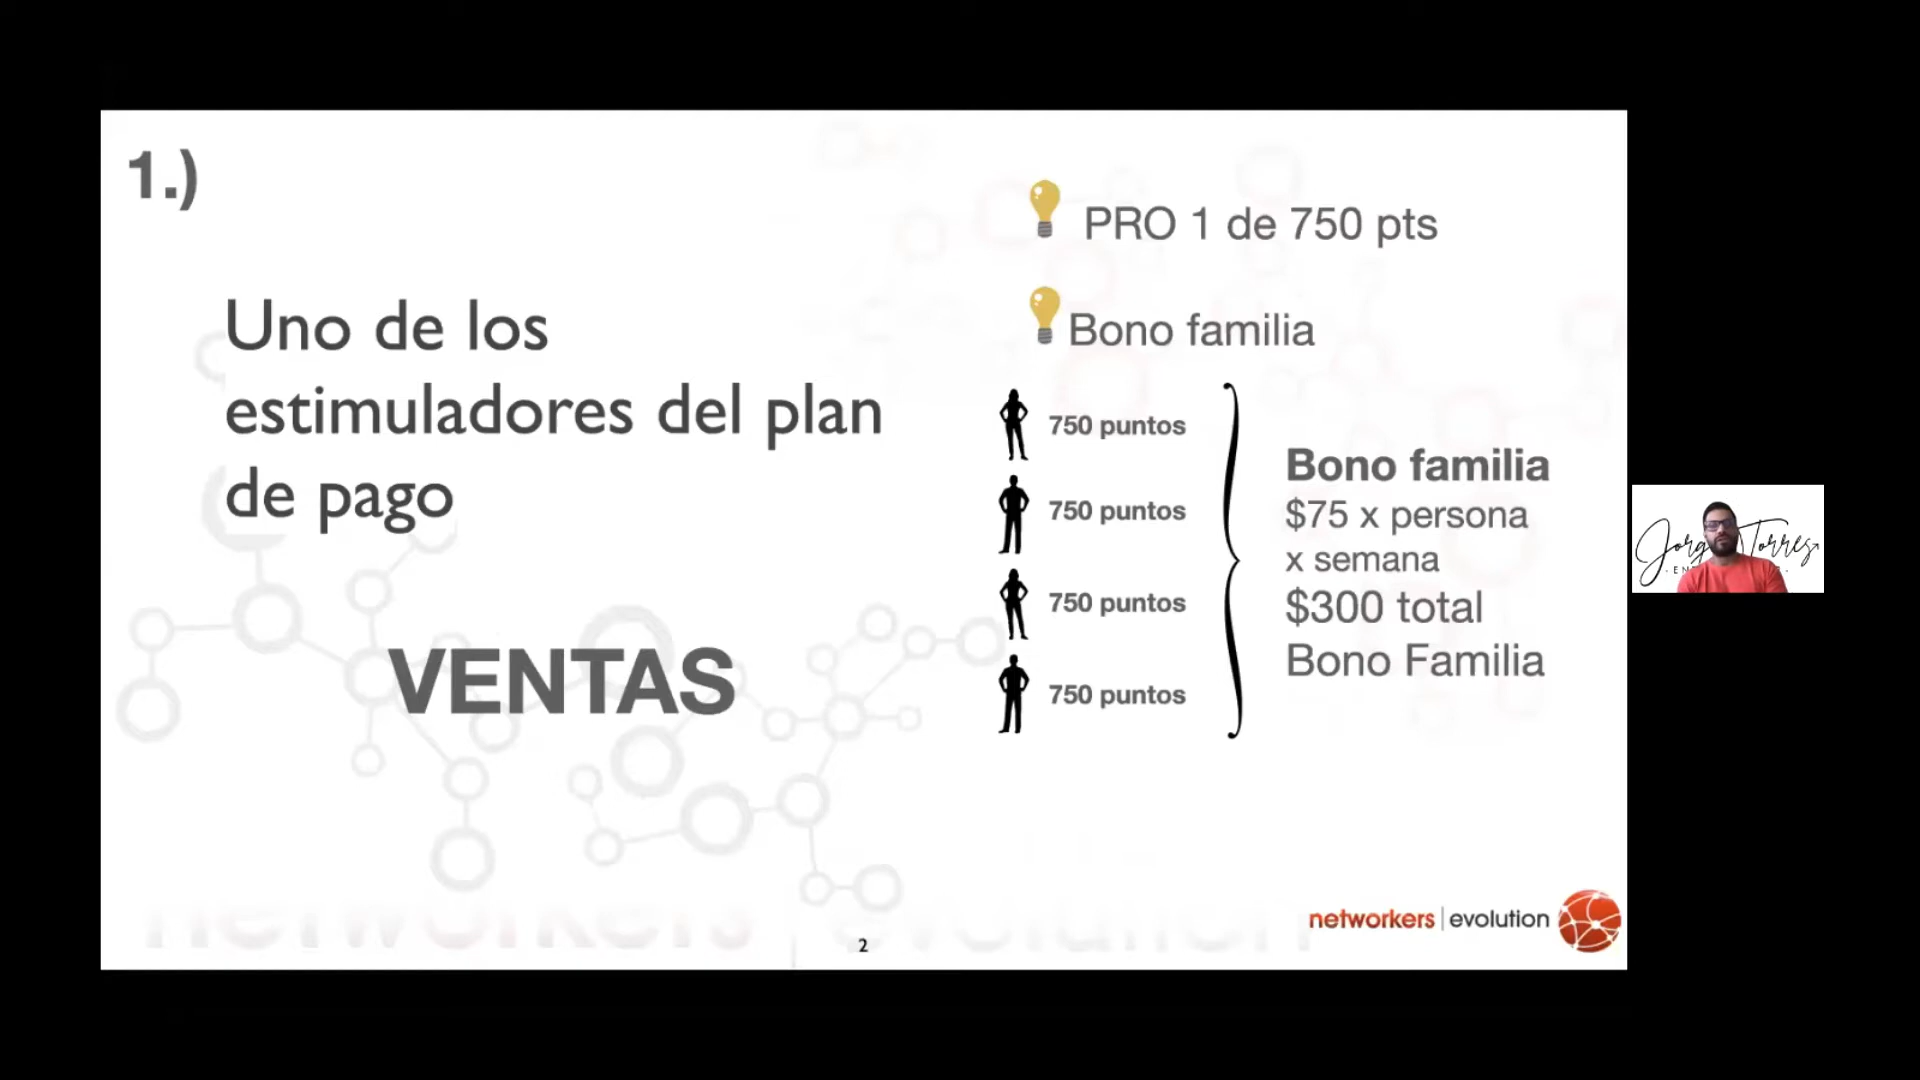 1.)
Uno de los
estimuladores del plan
de pago
VENTAS
PRO 1 de 750 pts
Bono familia
750 puntos
750 puntos
750 puntos
750 puntos
Bono familia
$75 x persona
x semana
$300 total
Bono Familia
networkers evolution
networkers | evolution
2
Torres